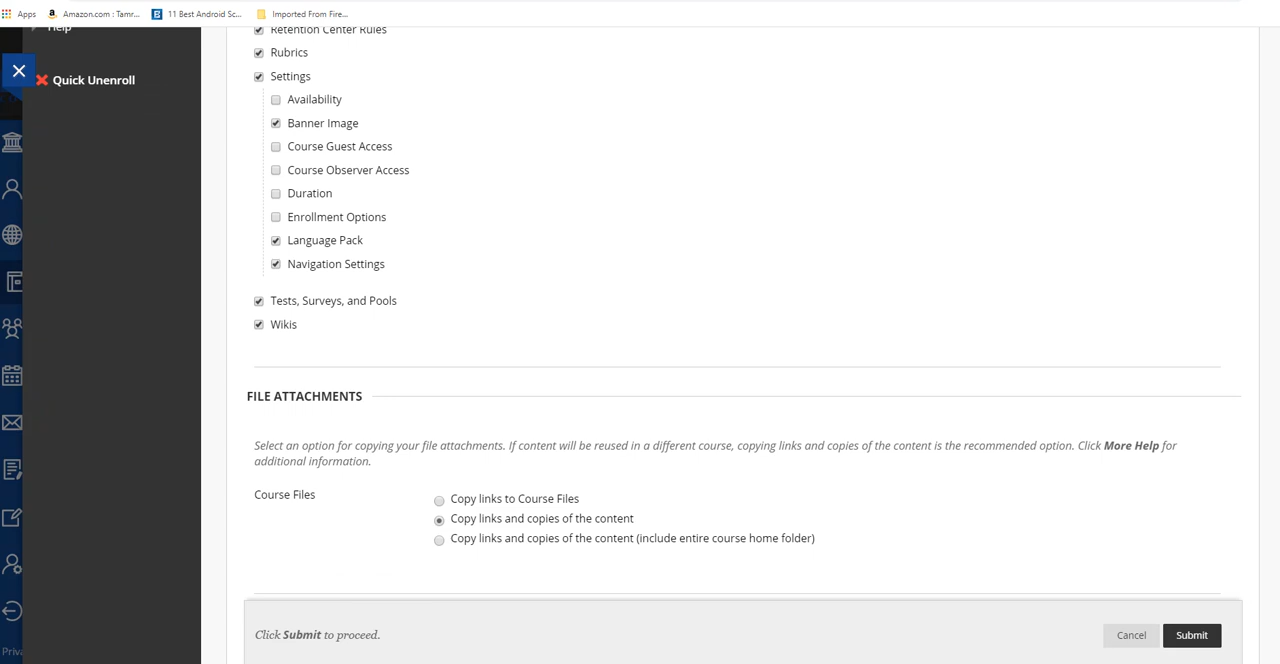 Apps
Amazon.com : Tamr...
11 Best Android Sc...
Imported From Fire...
Help
Quick Unenroll
Retention Center Rules
Rubrics
Settings
Availability
Banner Image
Course Guest Access
Course Observer Access
Duration
Enrollment Options
Language Pack
Navigation Settings
Tests, Surveys, and Pools
Wikis
FILE ATTACHMENTS
Select an option for copying your file attachments. If content will be reused in a different course, copying links and copies of the content is the recommended option. Click More Help for
additional information.
Course Files
Copy links to Course Files
Copy links and copies of the content
Copy links and copies of the content (include entire course home folder)
Click Submit to proceed.
Cancel
Submit
Priva